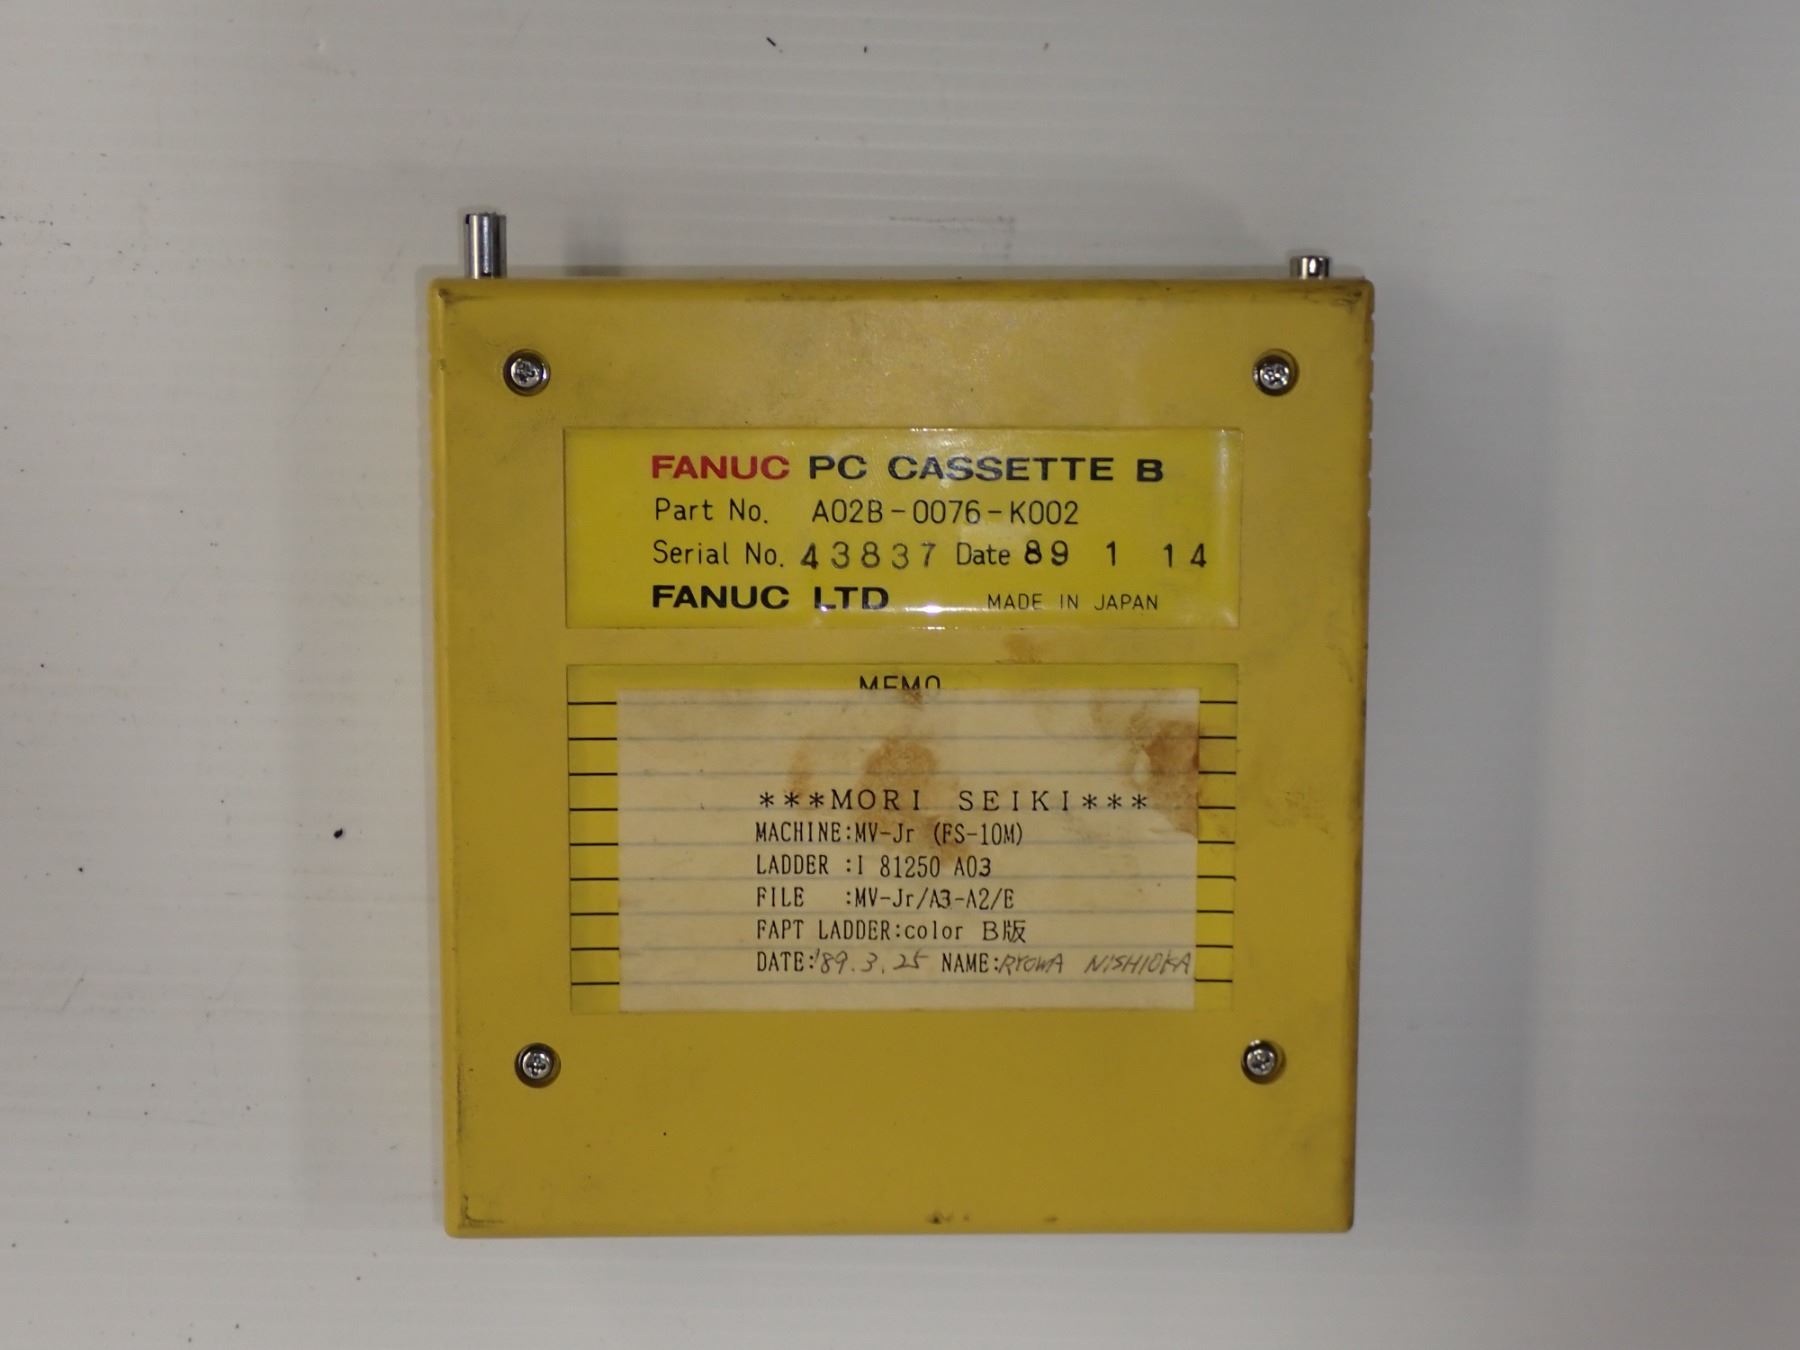 FANUC PC CASSETTE B
Part No. A02B-0076-K002
Serial No. 43837 Date 89 1 14
FANUC LTD MADE IN JAPAN
MEMO
***MORI SEIKI***
MACHINE:MV-Jr (FS-10M)
LADDER :I 81250 A03
FILE :MV-Jr/A3-A2/E
FAPT LADDER:color B版
DATE:'89.3.25 NAME:RYOWA NISHIOKA